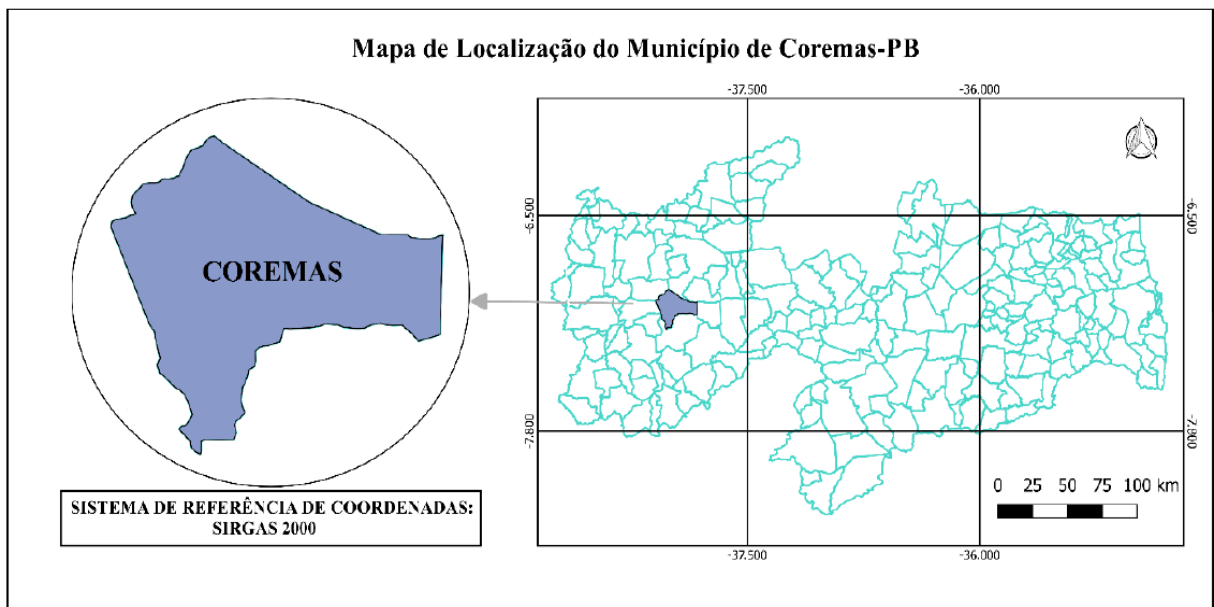 Mapa de Localização do Município de Coremas-PB
-37.500 -36.000
-6.500 -6.500
COREMAS
-7.800 -7.800
0 25 50 75 100 km
SISTEMA DE REFERÊNCIA DE COORDENADAS:
SIRGAS 2000
-37.500 -36.000